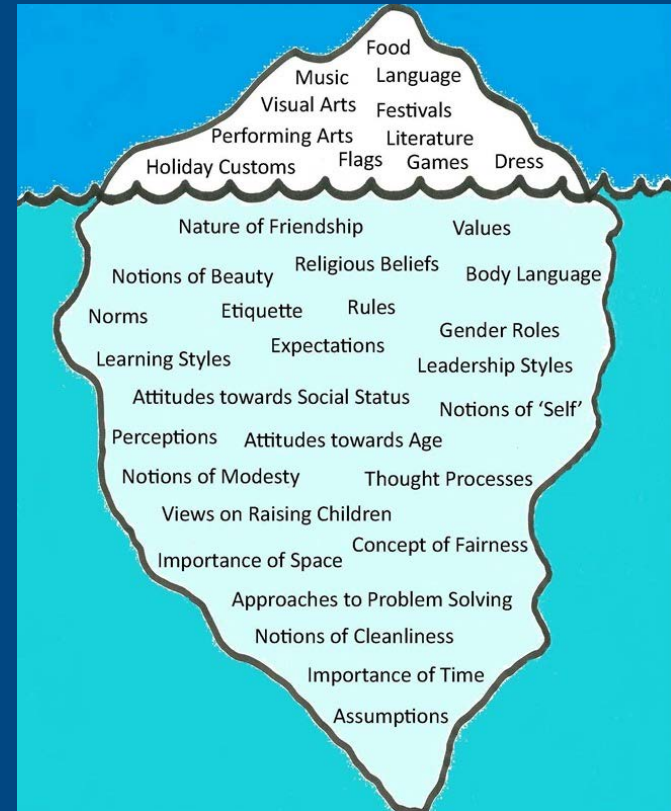 Food
Music Language
Visual Arts Festivals
Performing Arts Literature
Holiday Customs Flags Games Dress
Nature of Friendship Values
Notions of Beauty Religious Beliefs Body Language
Norms Etiquette Rules
Expectations Gender Roles
Learning Styles Leadership Styles
Attitudes towards Social Status Notions of ‘Self’
Perceptions Attitudes towards Age
Notions of Modesty Thought Processes
Views on Raising Children
Importance of Space Concept of Fairness
Approaches to Problem Solving
Notions of Cleanliness
Importance of Time
Assumptions